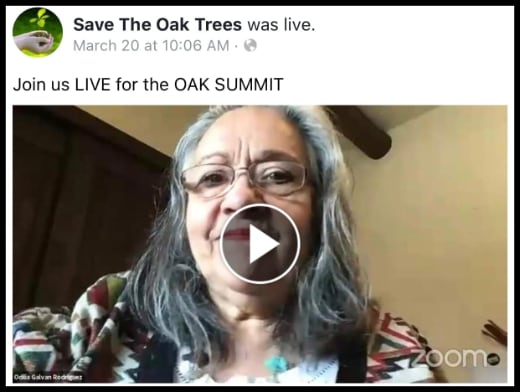 Save The Oak Trees was live.
March 20 at 10:06 AM ·
Join us LIVE for the OAK SUMMIT
Odilia Galvan Rodriguez
zoom